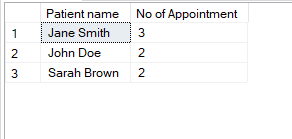 Patient name No of Appointment
1 Jane Smith 3
2 John Doe 2
3 Sarah Brown 2